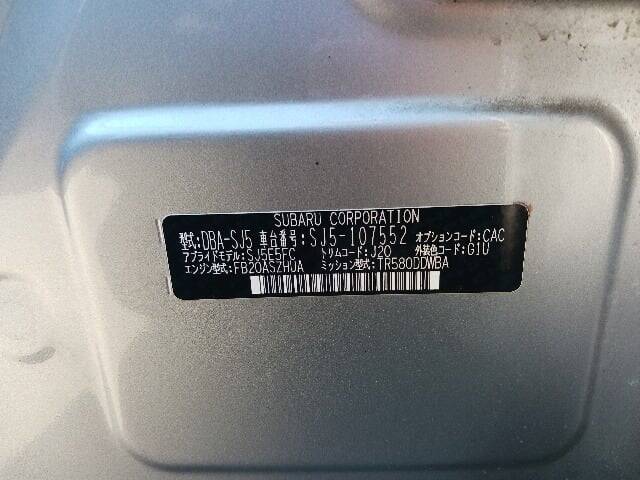 SUBARU CORPORATION
型式:DBA-SJ5 車台番号:SJ5-107552 オプションコード:CAC
アプライドモデル:SJ5E5FC トリムコード:J20 外装色コード:G1U
エンジン型式:FB20ASZHUA ミッション型式:TR580DDWBA